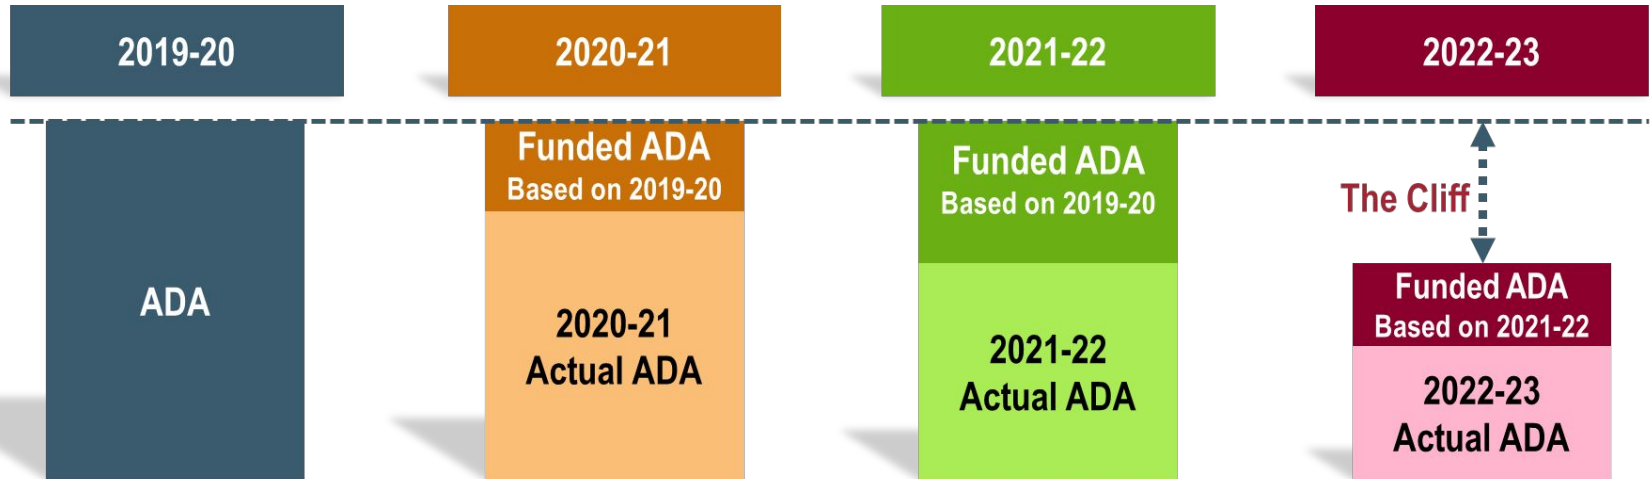 2019-20
2020-21
2021-22
2022-23
ADA
Funded ADA
Based on 2019-20
2020-21
Actual ADA
Funded ADA
Based on 2019-20
2021-22
Actual ADA
The Cliff
Funded ADA
Based on 2021-22
2022-23
Actual ADA